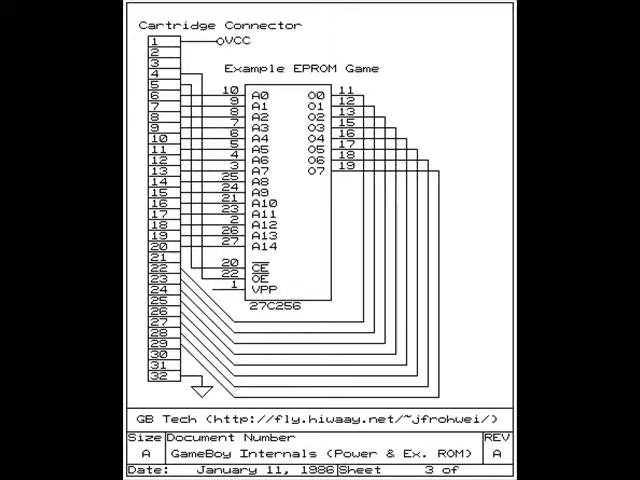 Cartridge Connector
1
VCC
2
3
4
5
6
7
8
9
10
11
12
13
14
15
16
17
18
19
20
21
22
23
24
25
26
27
28
29
30
31
32
Example EPROM Game
10 A0 O0 11
9 A1 O1 12
8 A2 O2 13
7 A3 O3 15
6 A4 O4 16
5 A5 O5 17
4 A6 O6 18
3 A7 O7 19
25 A8
24 A9
21 A10
23 A11
2 A12
26 A13
27 A14
20 CE
22 OE
1 VPP
27C256
GB Tech (http://fly.hiwaay.net/~jfrohwei/)
Size Document Number REV
A GameBoy Internals (Power & Ex. ROM) A
Date: January 11, 1986 Sheet 3 of